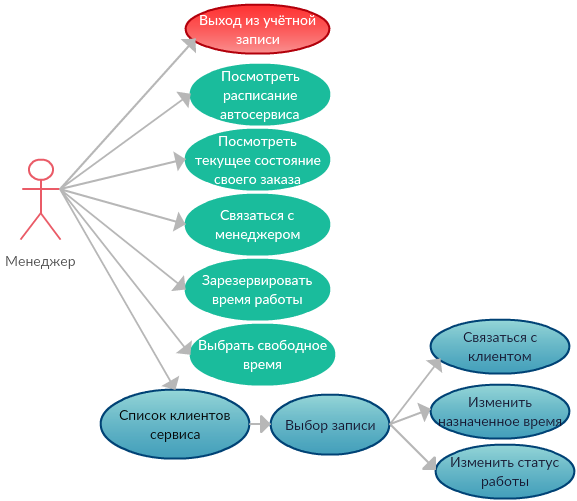 Выход из учётной
записи
Посмотреть
расписание
автосервиса
Посмотреть
текущее состояние
своего заказа
Связаться с
менеджером
Менеджер
Зарезервировать
время работы
Выбрать свободное
время
Список клиентов
сервиса
Выбор записи
Связаться с
клиентом
Изменить
назначенное время
Изменить статус
работы